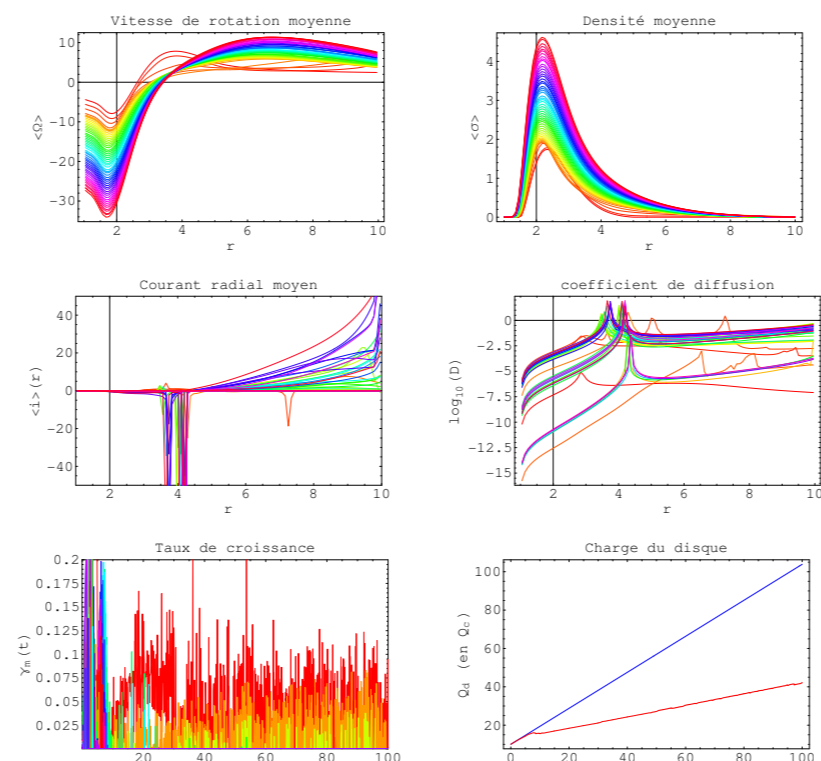 Vitesse de rotation moyenne
10
0
-10
-20
-30
<Ω>
2 4 6 8 10
r
Densité moyenne
4
3
2
1
0
<σ>
2 4 6 8 10
r
Courant radial moyen
40
20
0
-20
-40
<i>(r)
2 4 6 8 10
r
coefficient de diffusion
0
-2.5
-5
-7.5
-10
-12.5
-15
log10(D)
2 4 6 8 10
r
Taux de croissance
0.2
0.175
0.15
0.125
0.1
0.075
0.05
0.025
γm(t)
20 40 60 80 100
Charge du disque
100
80
60
40
20
Qd (en Qc)
0 20 40 60 80 100